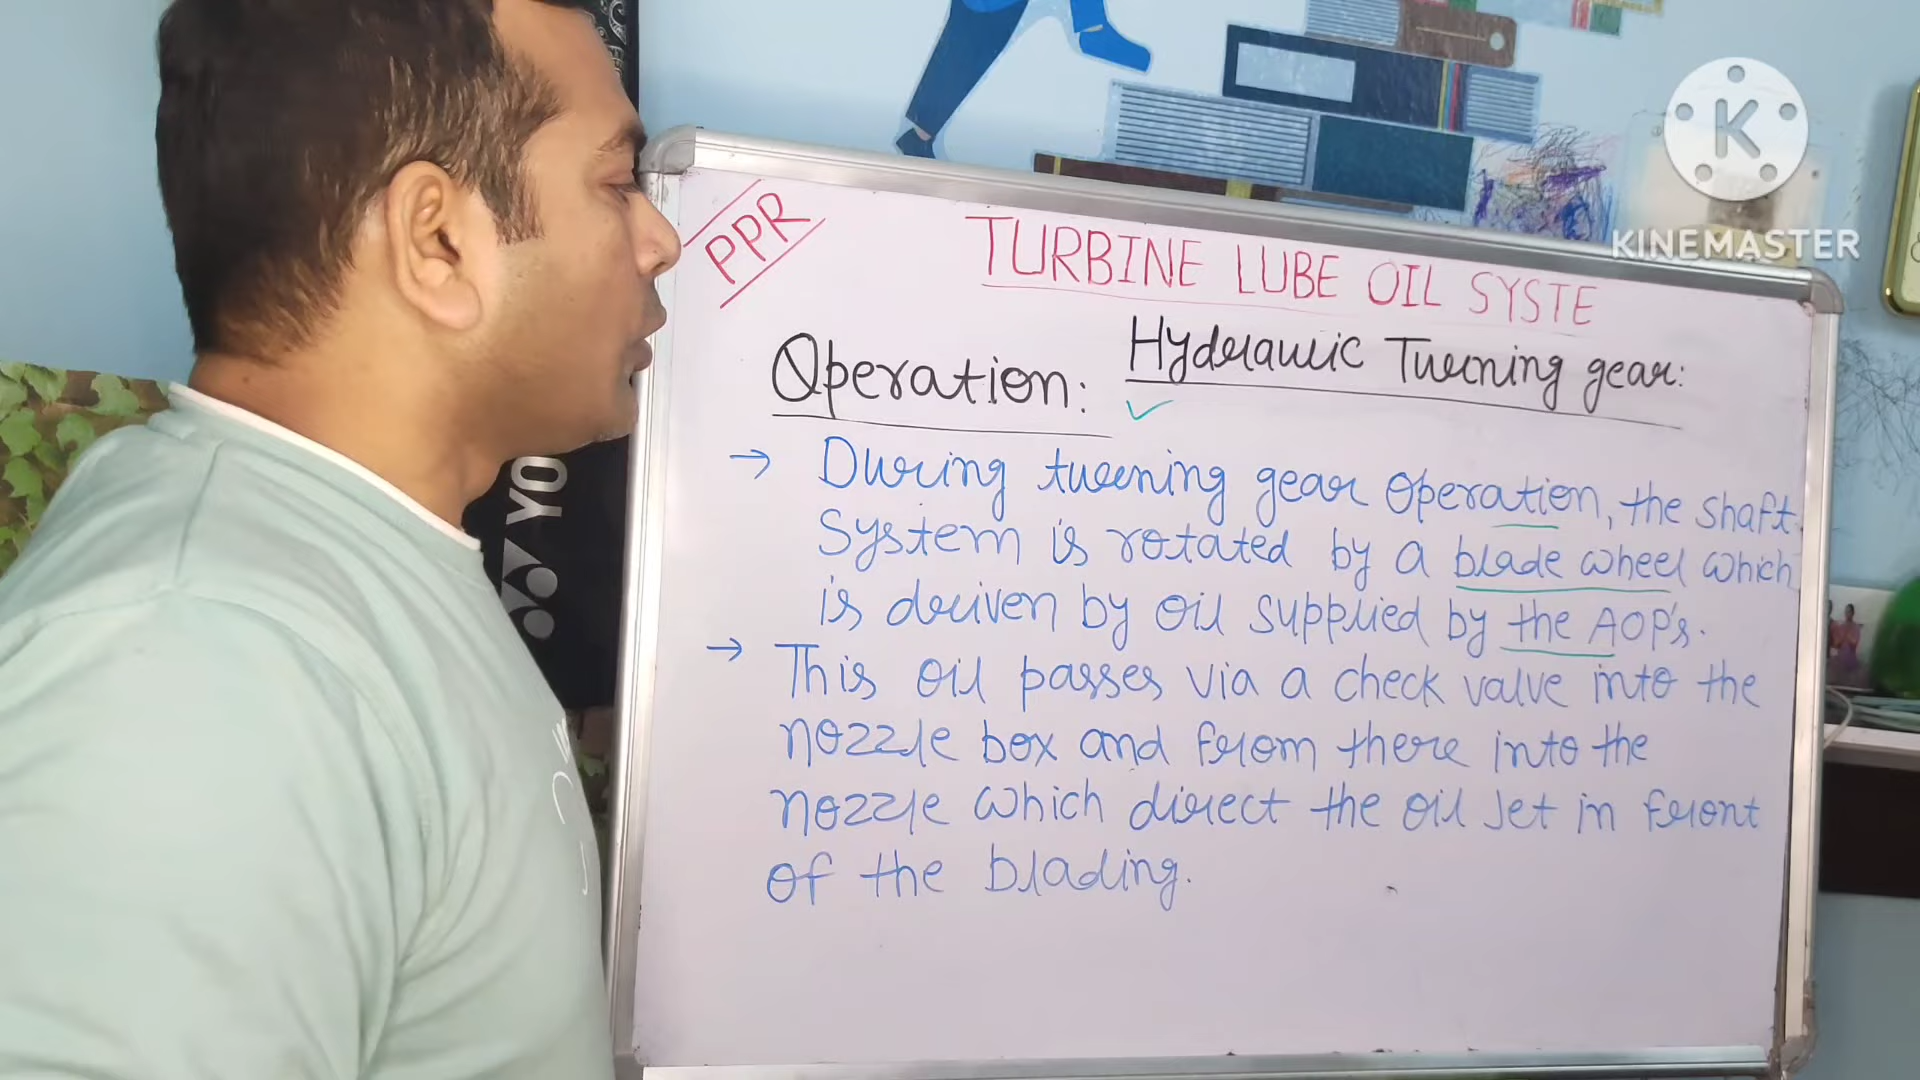 PPR
TURBINE LUBE OIL SYSTE
Operation:
Hyderaulic Turning gear:
→ During turning gear operation, the shaft
System is rotated by a blade wheel which
is driven by oil supplied by the AOP's.
→ This oil passes via a check valve into the
nozzle box and from there into the
nozzle which direct the oil jet in front
of the blading.
K
KINEMASTER
YO